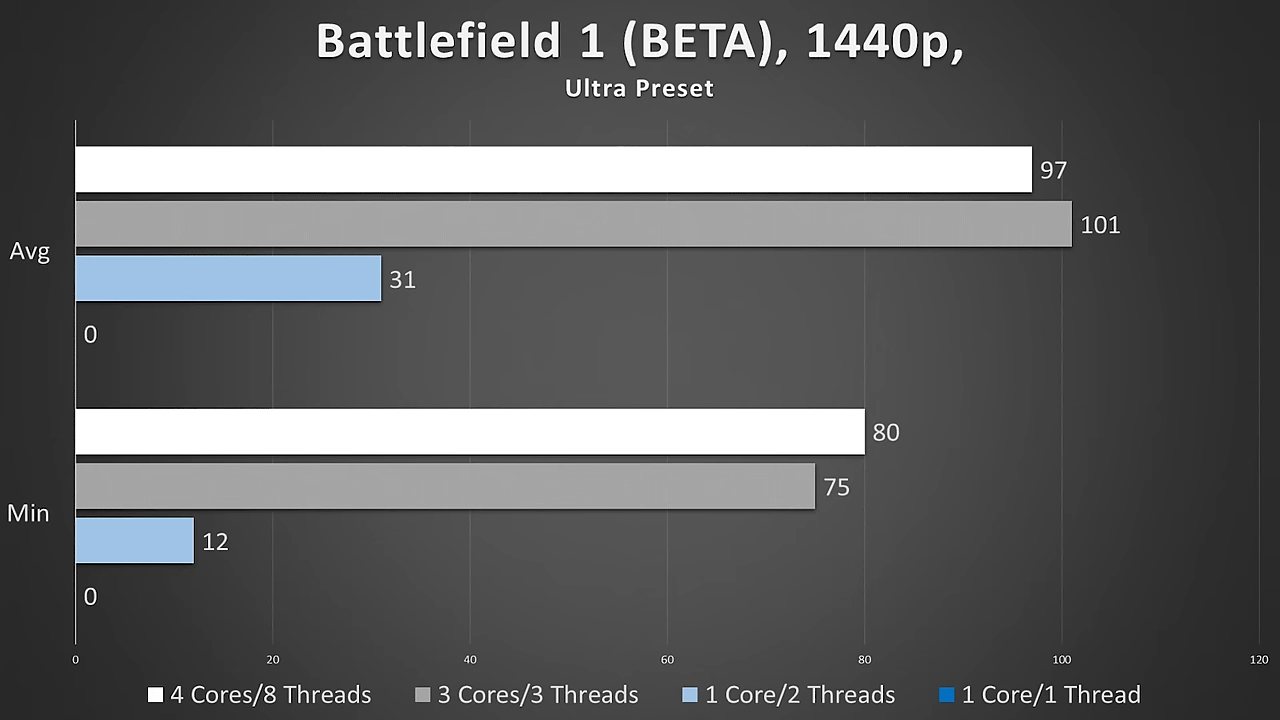 Battlefield 1 (BETA), 1440p,
Ultra Preset
97
101
Avg
31
0
80
75
Min
12
0
0 20 40 60 80 100 120
4 Cores/8 Threads 3 Cores/3 Threads 1 Core/2 Threads 1 Core/1 Thread